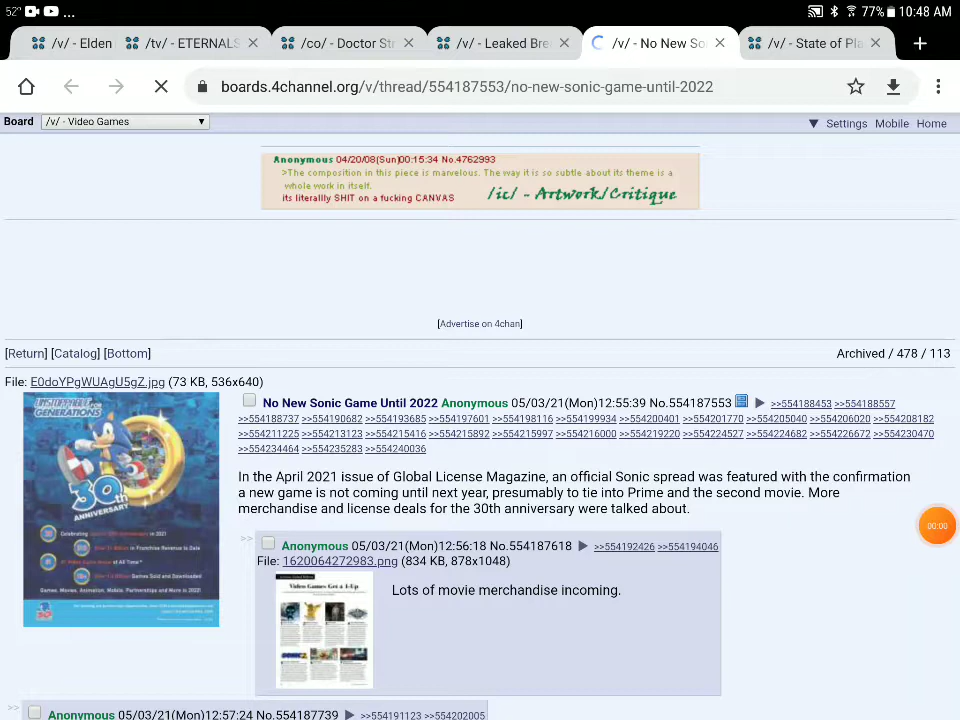 52° ... 77% 10:48 AM
/v/ - Elden /tv/ - ETERNALS /co/ - Doctor Str /v/ - Leaked Bre /v/ - No New So /v/ - State of Pla
boards.4channel.org/v/thread/554187553/no-new-sonic-game-until-2022
Board /v/ - Video Games ▼ Settings Mobile Home
Anonymous 04/20/08(Sun)00:15:34 No.4762993
>The composition in this piece is marvelous. The way it is so subtle about its theme is a
whole work in itself.
its literallly SHIT on a fucking CANVAS /ic/ - Artwork/Critique
[Advertise on 4chan]
[Return] [Catalog] [Bottom] Archived / 478 / 113
File: E0doYPgWUAgU5gZ.jpg (73 KB, 536x640)
No New Sonic Game Until 2022 Anonymous 05/03/21(Mon)12:55:39 No.554187553 ▶ >>554188453 >>554188557
>>554188737 >>554190682 >>554193685 >>554197601 >>554198116 >>554199934 >>554200401 >>554201770 >>554205040 >>554206020 >>554208182
>>554211225 >>554213123 >>554215416 >>554215892 >>554215997 >>554216000 >>554219220 >>554224527 >>554224682 >>554226672 >>554230470
>>554234464 >>554235283 >>554240036
UNSTOPPABLE for
GENERATIONS
30th
ANNIVERSARY
In the April 2021 issue of Global License Magazine, an official Sonic spread was featured with the confirmation
a new game is not coming until next year, presumably to tie into Prime and the second movie. More
merchandise and license deals for the 30th anniversary were talked about.
00:00
>> Anonymous 05/03/21(Mon)12:56:18 No.554187618 ▶ >>554192426 >>554194046
File: 1620064272983.png (834 KB, 878x1048)
Video Games Get a 1-Up
Lots of movie merchandise incoming.
>> Anonymous 05/03/21(Mon)12:57:24 No.554187739 ▶ >>554191123 >>554202005